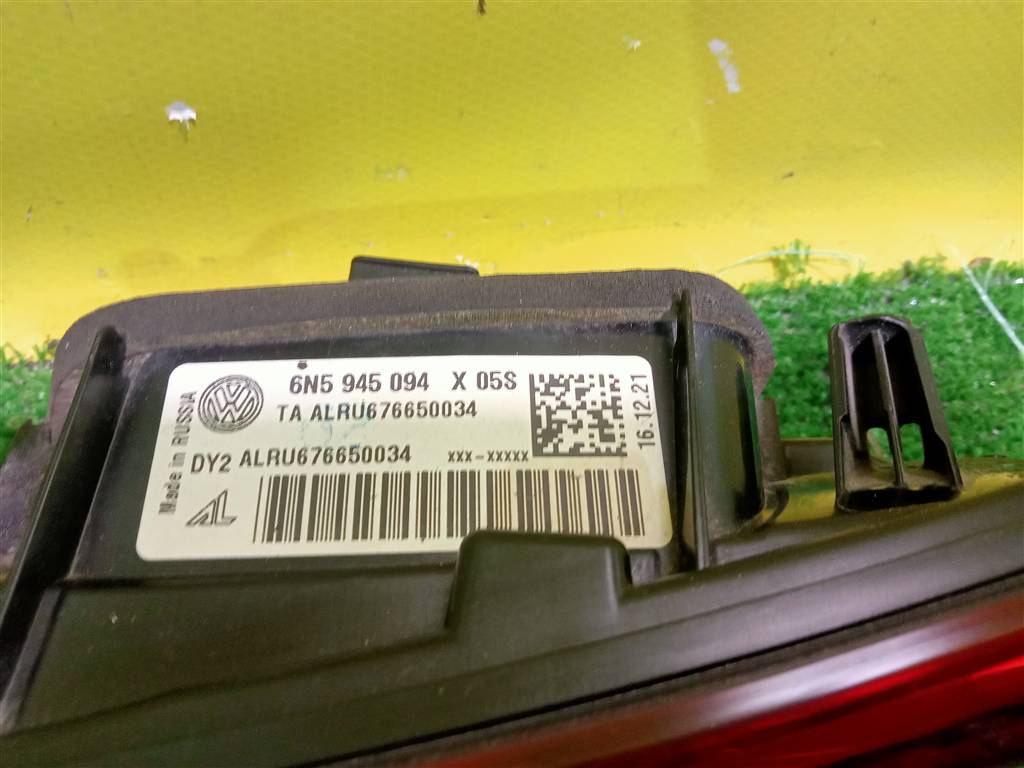 6N5 945 094 X 05S
TA ALRU676650034
DY2 ALRU676650034 xxx-xxxxx
Made in RUSSIA
AL
16.12.21